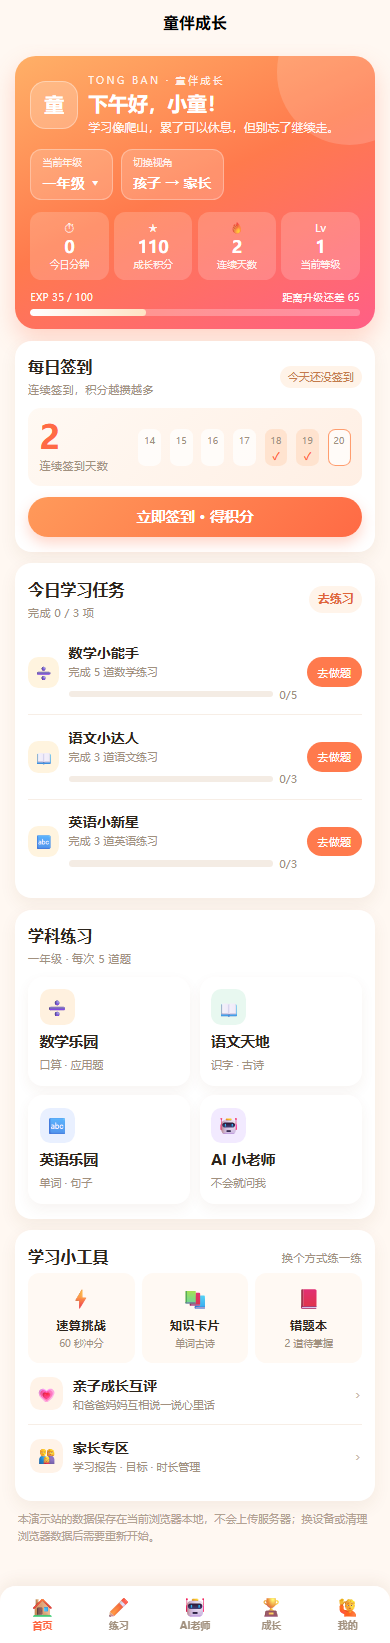 童伴成长
童
TONG BAN · 童伴成长
下午好，小童！
学习像爬山，累了可以休息，但别忘了继续走。
当前年级
一年级 ▼
切换视角
孩子 → 家长
⏱ ★ 🔥 Lv
0 110 2 1
今日分钟 成长积分 连续天数 当前等级
EXP 35 / 100 距离升级还差 65
每日签到
连续签到，积分越攒越多
今天还没签到
2
连续签到天数
14 15 16 17 18 19 20
✓ ✓
立即签到 • 得积分
今日学习任务
完成 0 / 3 项
去练习
数学小能手
完成 5 道数学练习
去做题
0/5
语文小达人
完成 3 道语文练习
去做题
0/3
英语小新星
abc
完成 3 道英语练习
去做题
0/3
学科练习
一年级 · 每次 5 道题
数学乐园
口算 · 应用题
语文天地
识字 · 古诗
abc
英语乐园
单词 · 句子
AI 小老师
不会就问我
学习小工具
换个方式练一练
速算挑战
60 秒冲分
知识卡片
单词古诗
错题本
2 道待掌握
亲子成长互评
和爸爸妈妈互相说一说心里话
›
家长专区
学习报告 · 目标 · 时长管理
›
本演示站的数据保存在当前浏览器本地，不会上传服务器；换设备或清理
浏览器数据后需要重新开始。
首页 练习 AI老师 成长 我的